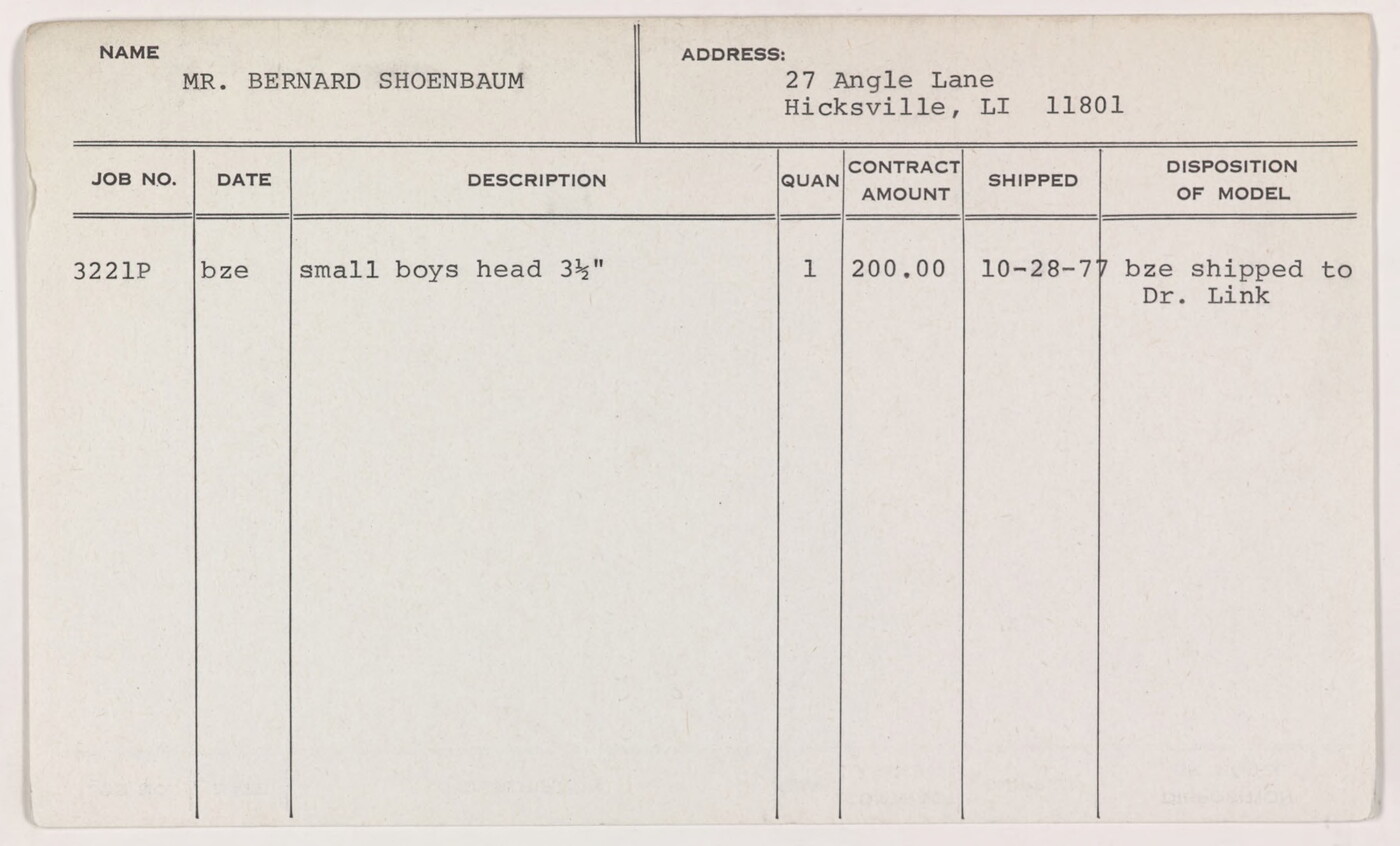 NAME
MR. BERNARD SHOENBAUM
ADDRESS:
27 Angle Lane
Hicksville, LI 11801
JOB NO. DATE DESCRIPTION QUAN CONTRACT AMOUNT SHIPPED DISPOSITION OF MODEL
3221P bze small boys head 3½" 1 200.00 10-28-77 bze shipped to
Dr. Link